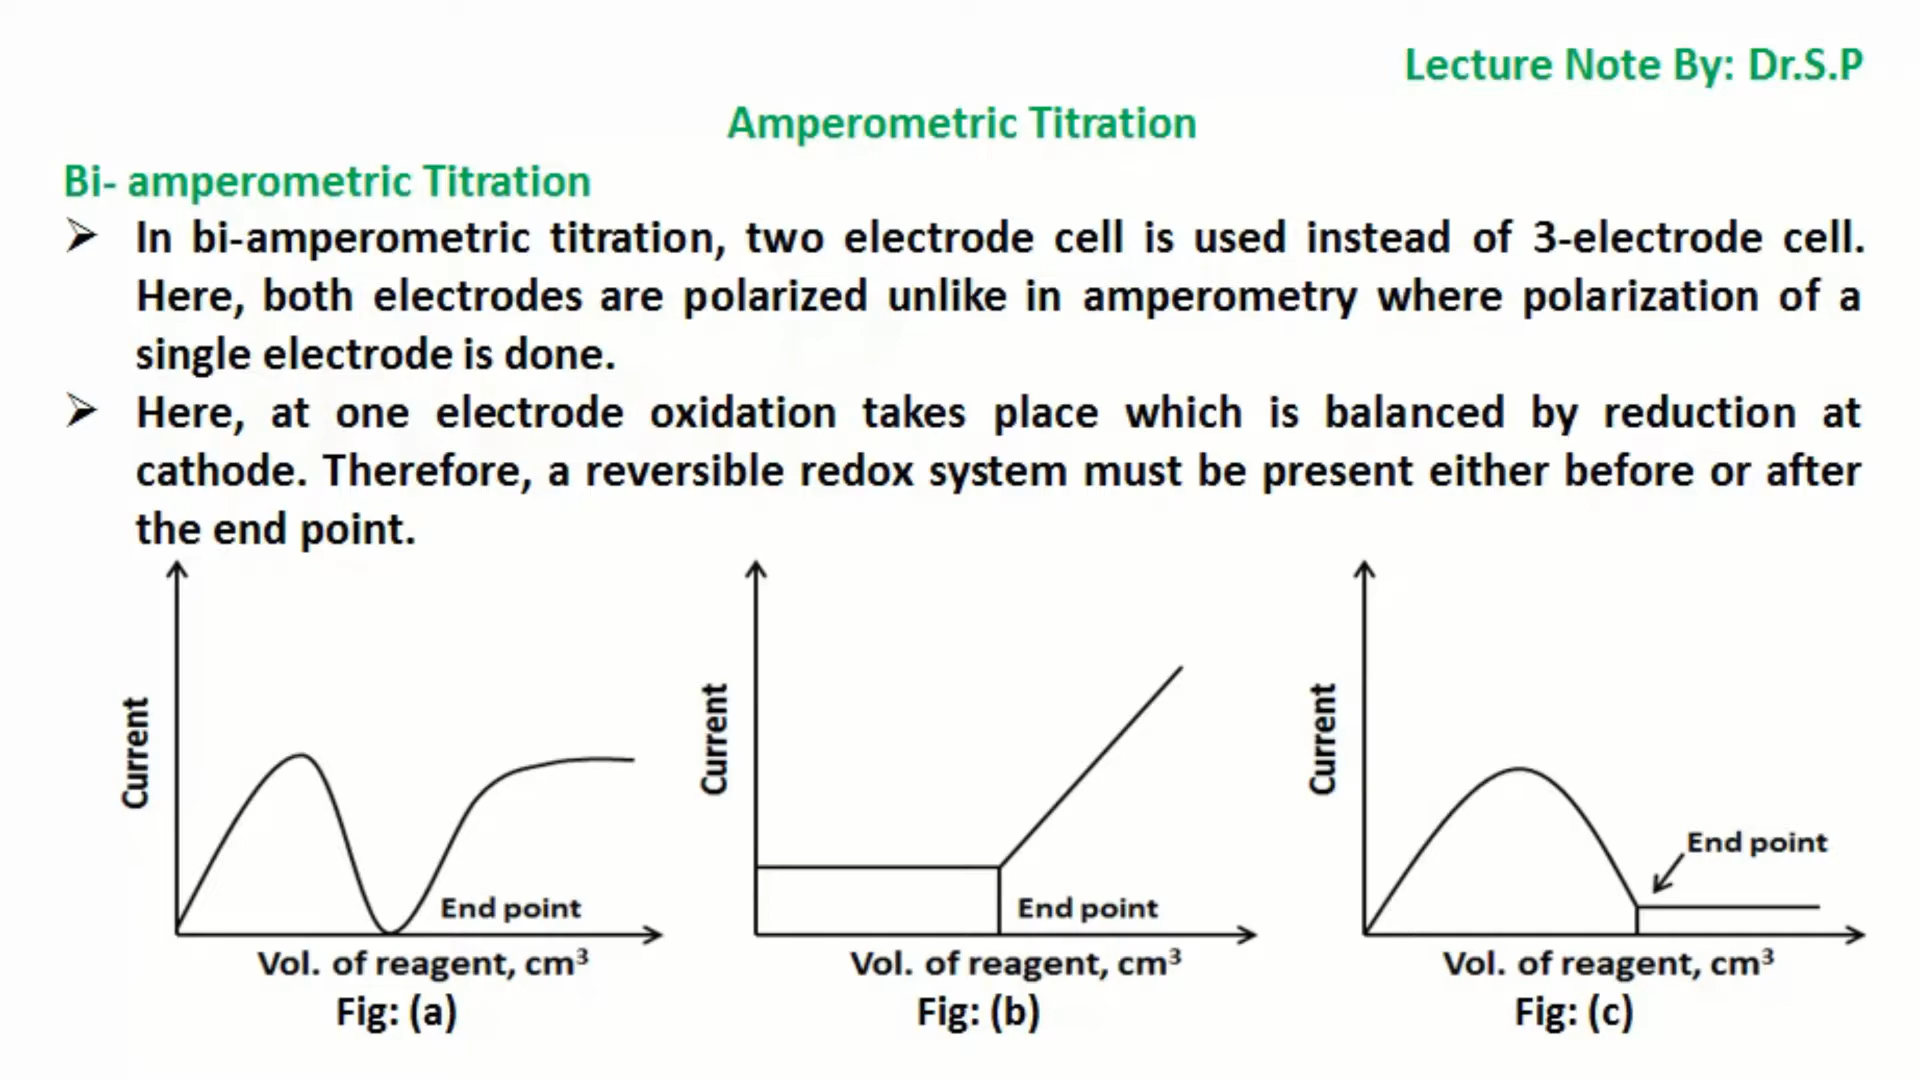 Lecture Note By: Dr.S.P
Amperometric Titration
Bi- amperometric Titration
➢ In bi-amperometric titration, two electrode cell is used instead of 3-electrode cell.
Here, both electrodes are polarized unlike in amperometry where polarization of a
single electrode is done.
➢ Here, at one electrode oxidation takes place which is balanced by reduction at
cathode. Therefore, a reversible redox system must be present either before or after
the end point.
Current
End point
Vol. of reagent, cm³
Fig: (a)
Current
End point
Vol. of reagent, cm³
Fig: (b)
Current
End point
Vol. of reagent, cm³
Fig: (c)